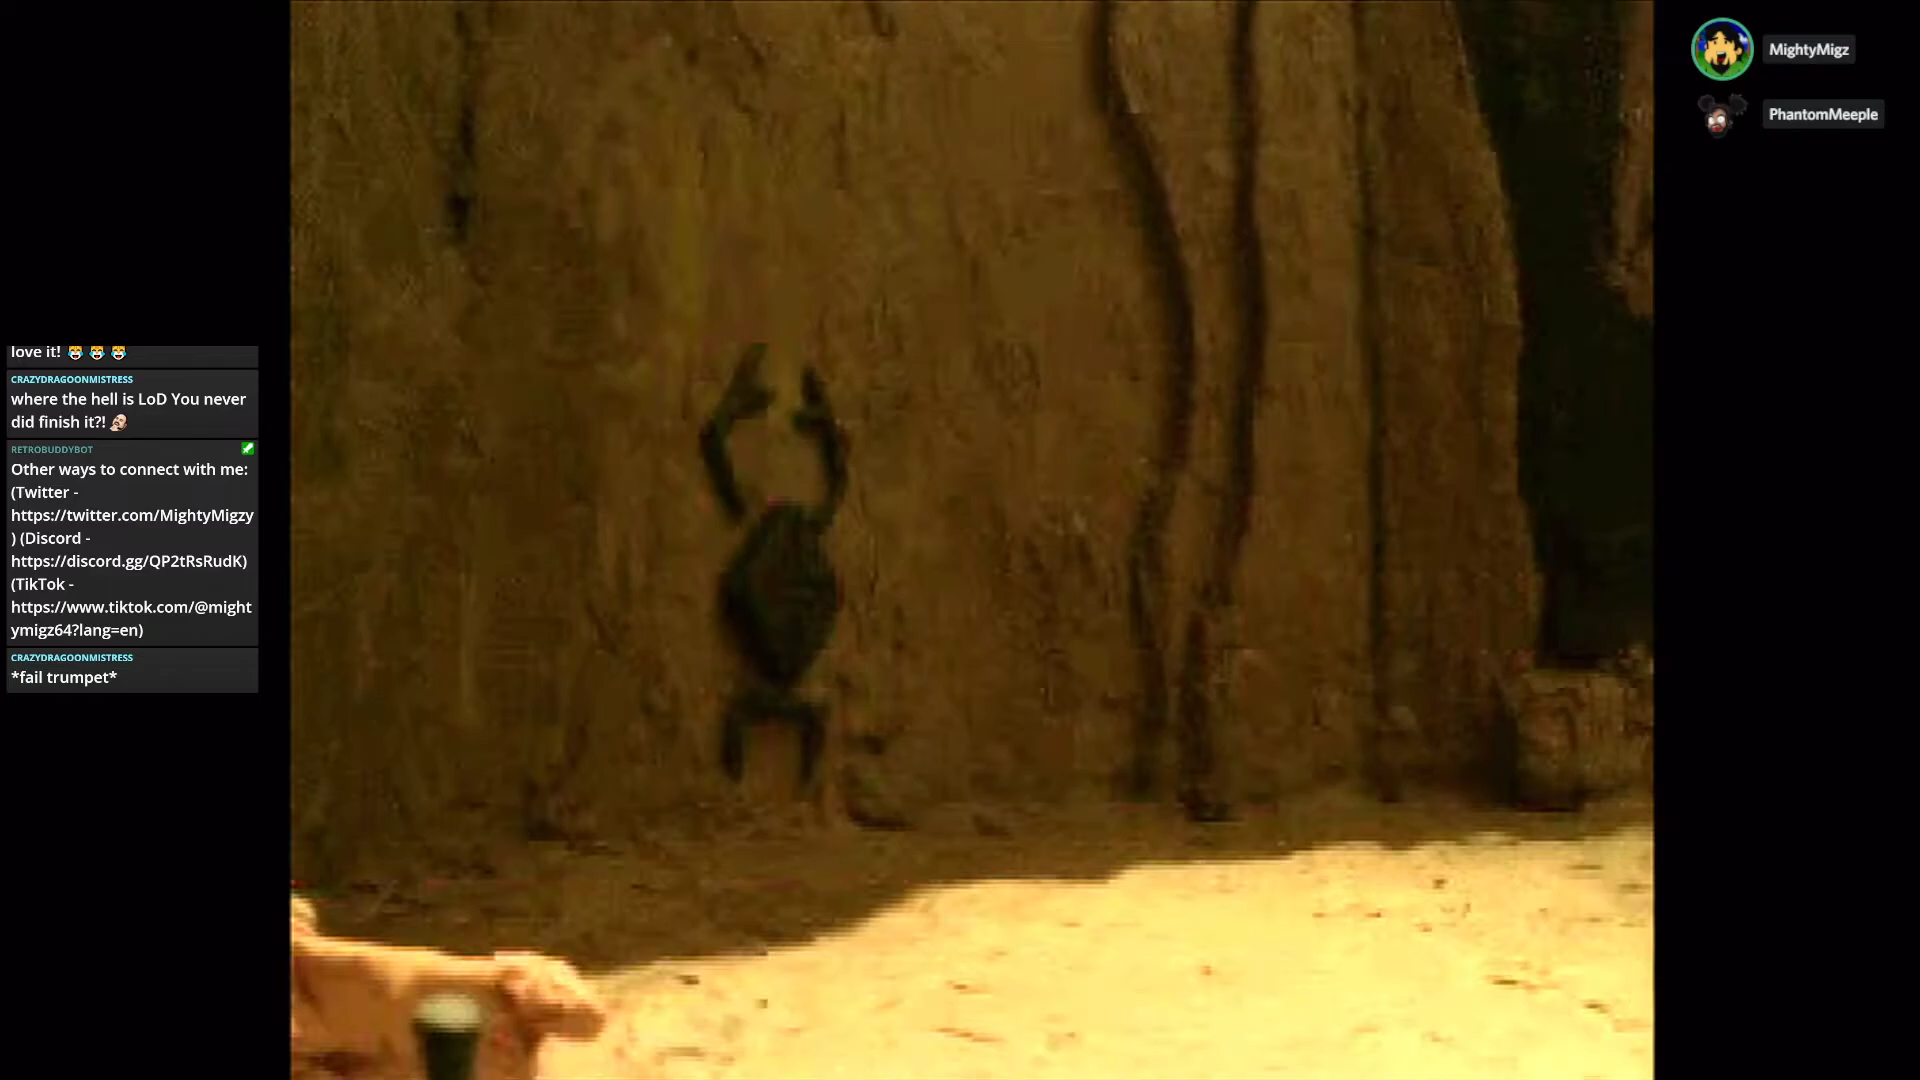 MightyMigz
PhantomMeeple
love it! 😹 😹 😹
CRAZYDRAGOONMISTRESS
where the hell is LoD You never
did finish it?!
RETROBUDDYBOT
Other ways to connect with me:
(Twitter -
https://twitter.com/MightyMigzy
) (Discord -
https://discord.gg/QP2tRsRudK)
(TikTok -
https://www.tiktok.com/@might
ymigz64?lang=en)
CRAZYDRAGOONMISTRESS
*fail trumpet*